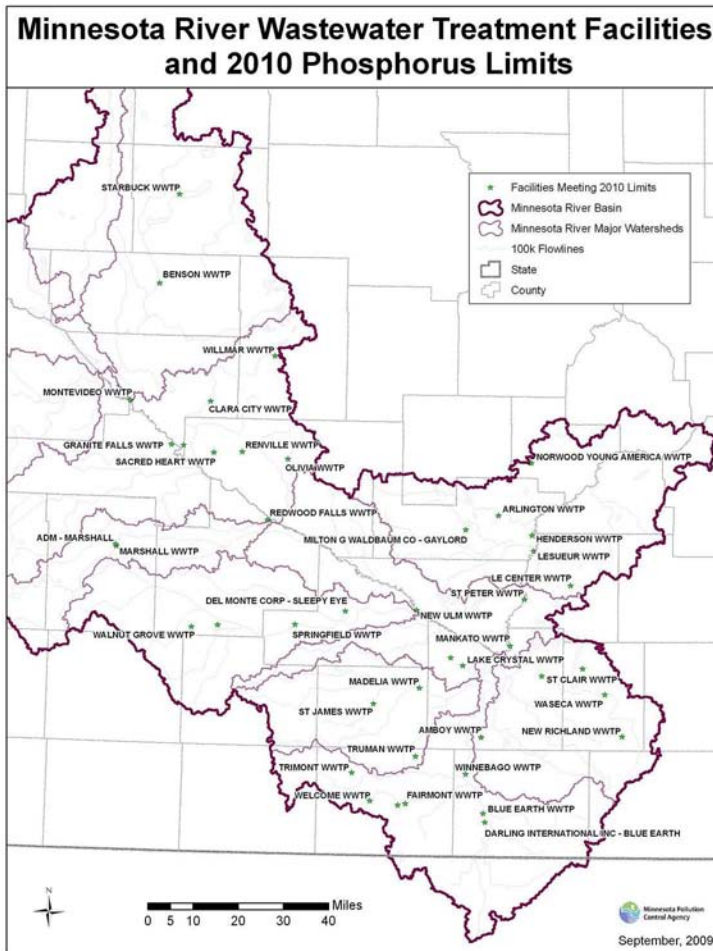 Minnesota River Wastewater Treatment Facilities
and 2010 Phosphorus Limits
STARBUCK WWTP
Facilities Meeting 2010 Limits
Minnesota River Basin
Minnesota River Major Watersheds
100k Flowlines
State
County
BENSON WWTP
WILLMAR WWTP
MONTEVIDEO WWTP
CLARA CITY WWTP
GRANITE FALLS WWTP
RENVILLE WWTP
SACRED HEART WWTP
OLIVIA WWTP
NORWOOD YOUNG AMERICA WWTP
REDWOOD FALLS WWTP
ARLINGTON WWTP
MILTON G WALDBAUM CO - GAYLORD
HENDERSON WWTP
ADM - MARSHALL
MARSHALL WWTP
LESUEUR WWTP
LE CENTER WWTP
ST PETER WWTP
DEL MONTE CORP - SLEEPY EYE
NEW ULM WWTP
WALNUT GROVE WWTP
SPRINGFIELD WWTP
MANKATO WWTP
LAKE CRYSTAL WWTP
ST CLAIR WWTP
MADELIA WWTP
WASECA WWTP
ST JAMES WWTP
AMBOY WWTP
NEW RICHLAND WWTP
TRUMAN WWTP
TRIMONT WWTP
WINNEBAGO WWTP
WELCOME WWTP
FAIRMONT WWTP
BLUE EARTH WWTP
DARLING INTERNATIONAL INC - BLUE EARTH
N
Miles
0 5 10 20 30 40
Minnesota Pollution
Control Agency
September, 2009